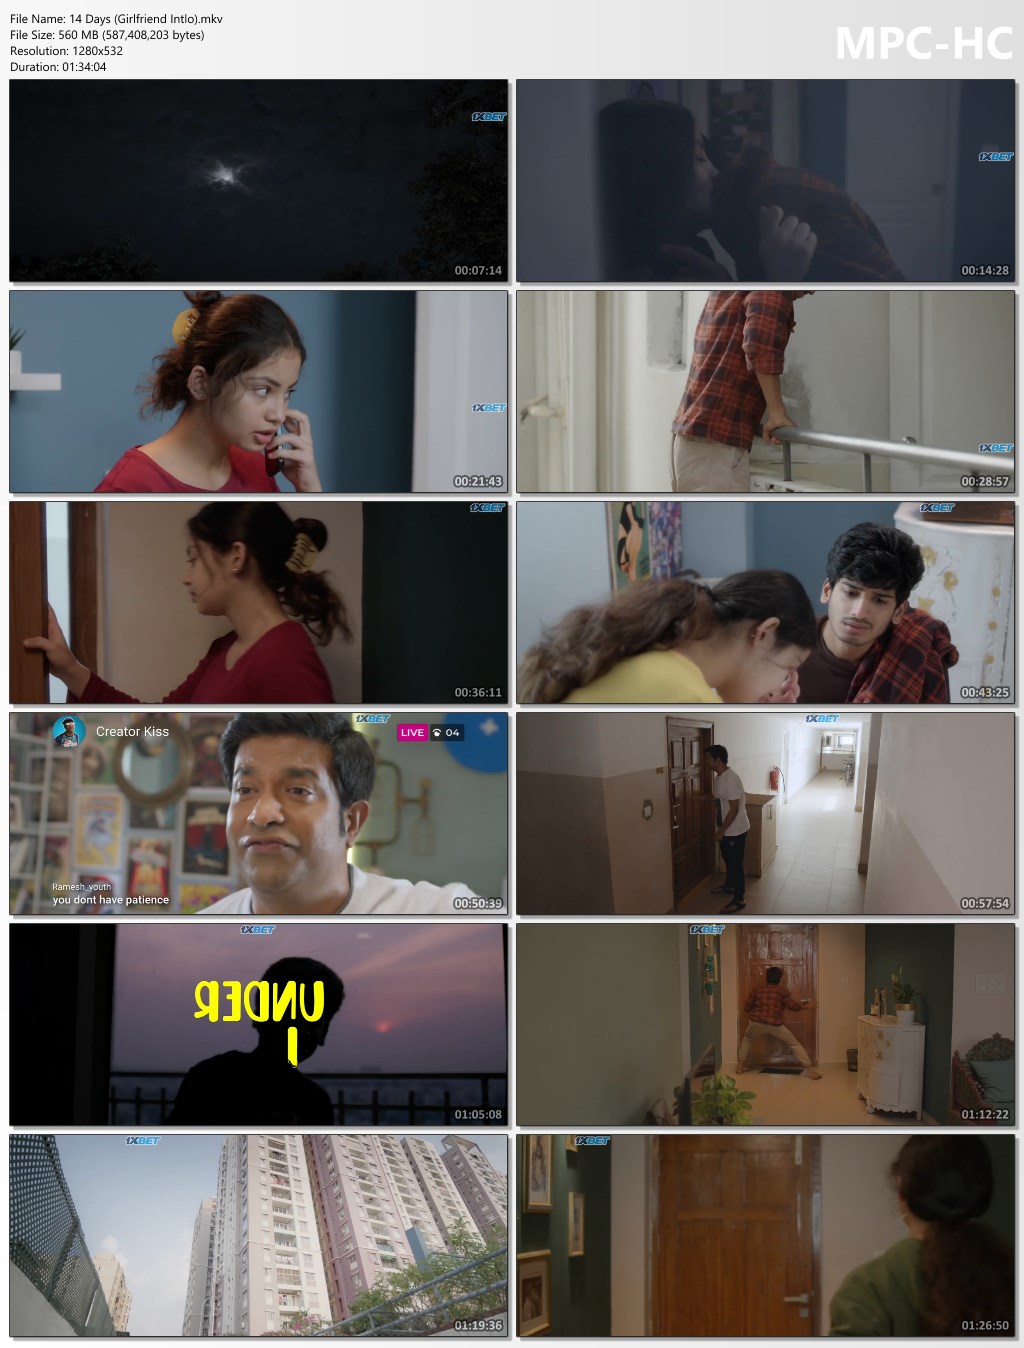 File Name: 14 Days (Girlfriend Intlo).mkv
MPC-HC
File Size: 560 MB (587,408,203 bytes)
Resolution: 1280x532
Duration: 01:34:04
1XBET
00:07:14
1XBET
00:14:28
1XBET
00:21:43
1XBET
00:28:57
1XBET
00:36:11
1XBET
00:43:25
1XBET
Creator Kiss
LIVE 04
Ramesh_youth
you dont have patience
00:50:39
1XBET
00:57:54
1XBET
UNDER
01:05:08
1XBET
01:12:22
1XBET
01:19:36
1XBET
01:26:50